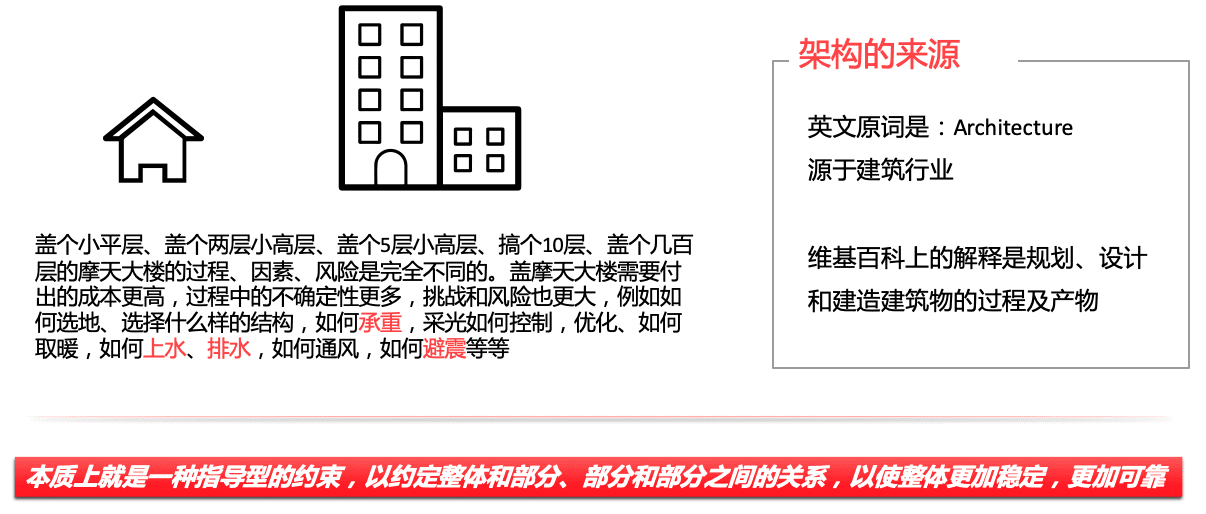 架构的来源
英文原词是：Architecture
源于建筑行业
维基百科上的解释是规划、设计
和建造建筑物的过程及产物
盖个小平层、盖个两层小高层、盖个5层小高层、搞个10层、盖个几百
层的摩天大楼的过程、因素、风险是完全不同的。盖摩天大楼需要付
出的成本更高，过程中的不确定性更多，挑战和风险也更大，例如如
何选地、选择什么样的结构，如何承重，采光如何控制，优化、如何
取暖，如何上水、排水，如何通风，如何避震等等
本质上就是一种指导型的约束，以约定整体和部分、部分和部分之间的关系，以使整体更加稳定，更加可靠